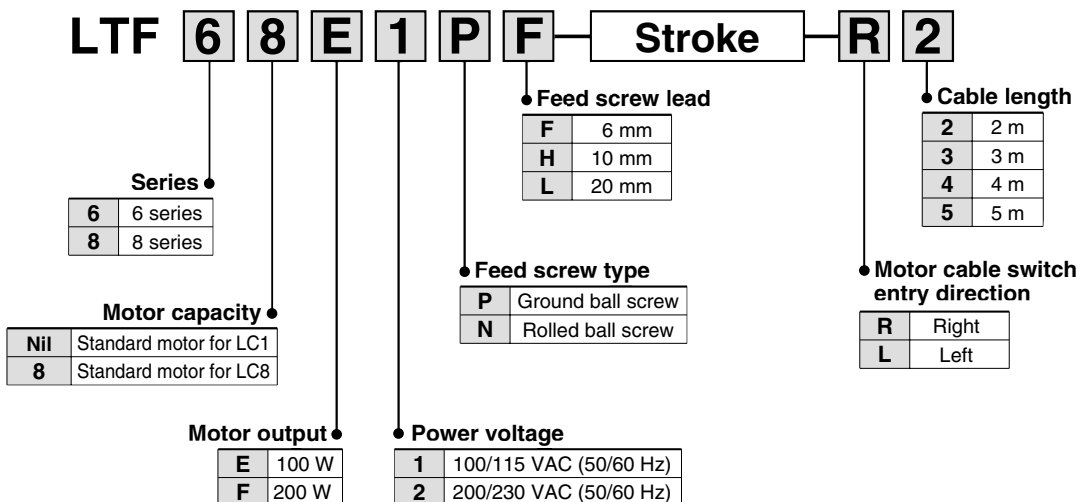 LTF 6 8 E 1 P F Stroke R 2
Feed screw lead
F 6 mm
H 10 mm
L 20 mm
Cable length
2 2 m
3 3 m
4 4 m
5 5 m
Series
6 6 series
8 8 series
Feed screw type
P Ground ball screw
N Rolled ball screw
Motor cable switch
entry direction
R Right
L Left
Motor capacity
Nil Standard motor for LC1
8 Standard motor for LC8
Motor output
E 100 W
F 200 W
Power voltage
1 100/115 VAC (50/60 Hz)
2 200/230 VAC (50/60 Hz)